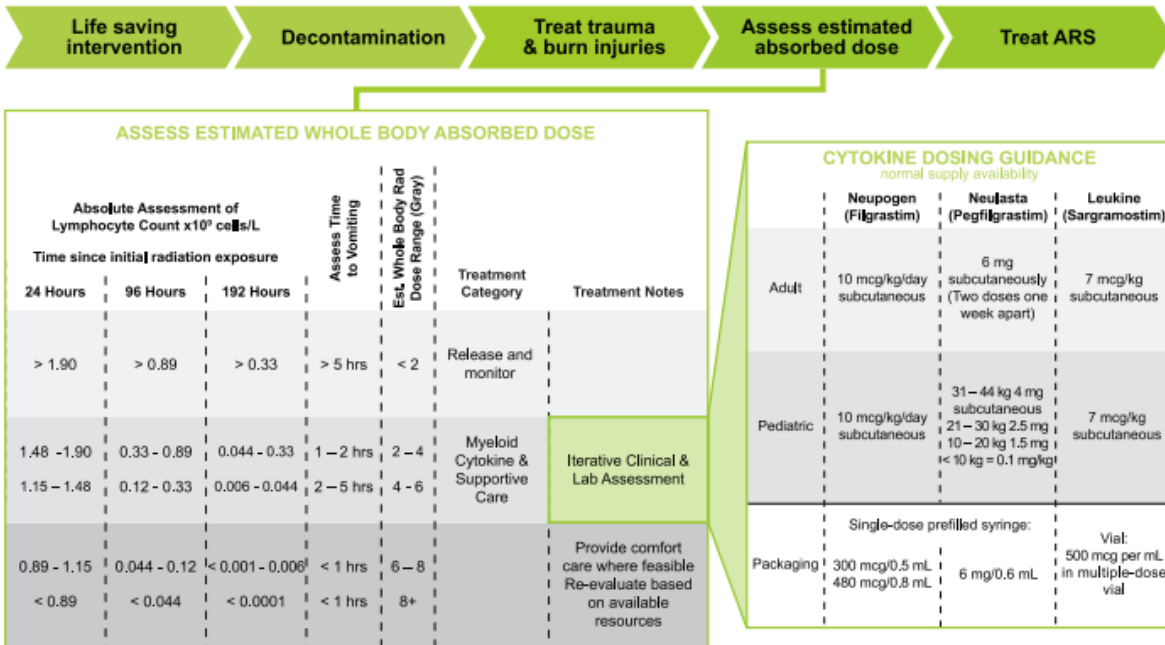 Life saving
intervention
Decontamination
Treat trauma
& burn injuries
Assess estimated
absorbed dose
Treat ARS
ASSESS ESTIMATED WHOLE BODY ABSORBED DOSE
Absolute Assessment of
Lymphocyte Count x10⁹ cells/L
Time since initial radiation exposure
24 Hours
96 Hours
192 Hours
Assess Time
to Vomiting
Est. Whole Body Rad
Dose Range (Gray)
Treatment
Category
Treatment Notes
> 1.90
> 0.89
> 0.33
> 5 hrs
< 2
Release and
monitor
1.48 -1.90
0.33 - 0.89
0.044 - 0.33
1 – 2 hrs
2 – 4
1.15 – 1.48
0.12 - 0.33
0.006 - 0.044
2 – 5 hrs
4 - 6
Myeloid
Cytokine &
Supportive
Care
Iterative Clinical &
Lab Assessment
0.89 - 1.15
0.044 - 0.12
< 0.001 - 0.006
< 1 hrs
6 – 8
< 0.89
< 0.044
< 0.0001
< 1 hrs
8+
Provide comfort
care where feasible
Re-evaluate based
on available
resources
CYTOKINE DOSING GUIDANCE
normal supply availability
Neupogen
(Filgrastim)
Neulasta
(Pegfilgrastim)
Leukine
(Sargramostim)
Adult
10 mcg/kg/day
subcutaneous
6 mg
subcutaneously
(Two doses one
week apart)
7 mcg/kg
subcutaneous
Pediatric
10 mcg/kg/day
subcutaneous
31 – 44 kg 4 mg
subcutaneous
21 – 30 kg 2.5 mg
10 – 20 kg 1.5 mg
< 10 kg = 0.1 mg/kg
7 mcg/kg
subcutaneous
Packaging
Single-dose prefilled syringe:
300 mcg/0.5 mL
480 mcg/0.8 mL
6 mg/0.6 mL
Vial:
500 mcg per mL
in multiple-dose
vial